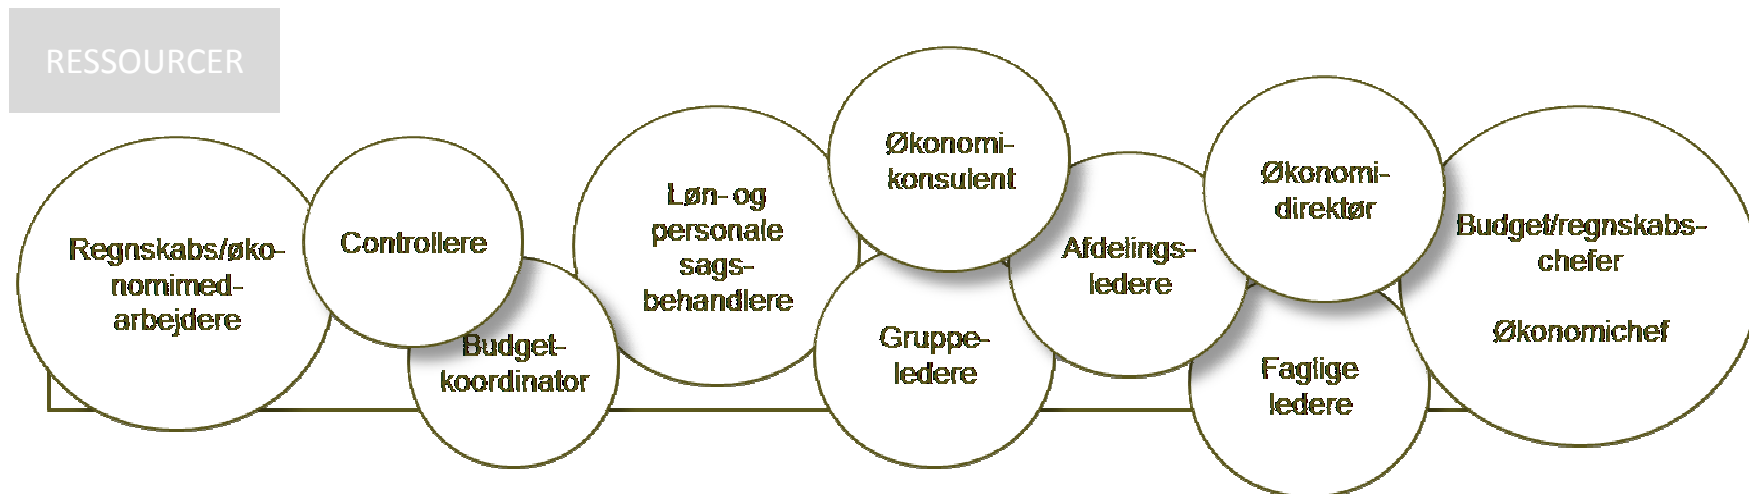 RESSOURCER
Regnskabs/øko-
nomimed-
arbejdere
Controllere
Budget-
koordinator
Løn- og
personale
sags-
behandlere
Økonomi-
konsulent
Gruppe-
ledere
Afdelings-
ledere
Økonomi-
direktør
Faglige
ledere
Budget/regnskabs-
chefer
Økonomichef